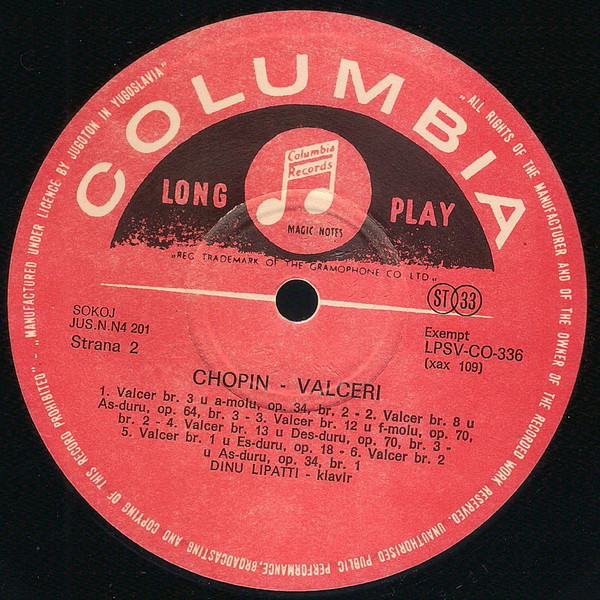 COLUMBIA
„MANUFACTURED UNDER LICENCE BY JUGOTON IN YUGOSLAVIA”
„ALL RIGHTS OF THE MANUFACTURER AND OF THE OWNER OF THE RECORDED WORK RESERVED. UNAUTHORISED PUBLIC PERFORMANCE, BROADCASTING AND COPYING OF THIS RECORD PROHIBITED” -
Columbia
Records
LONG PLAY
MAGIC NOTES
„REG. TRADEMARK OF THE GRAMOPHONE CO LTD„
ST 33
SOKOJ
JUS.N.N4 201
Strana 2
Exempt
LPSV-CO-336
(xax 109)
CHOPIN - VALCERI
1. Valcer br. 3 u a-molu, op. 34, br. 2 - 2. Valcer br. 8 u
As-duru, op. 64, br. 3 - 3. Valcer br. 12 u f-molu, op. 70,
br. 2 - 4. Valcer br. 13 u Des-duru, op. 70, br. 3 -
5. Valcer br. 1 u Es-duru, op. 18 - 6. Valcer br. 2
u As-duru, op. 34, br. 1
DINU LIPATTI - klavir